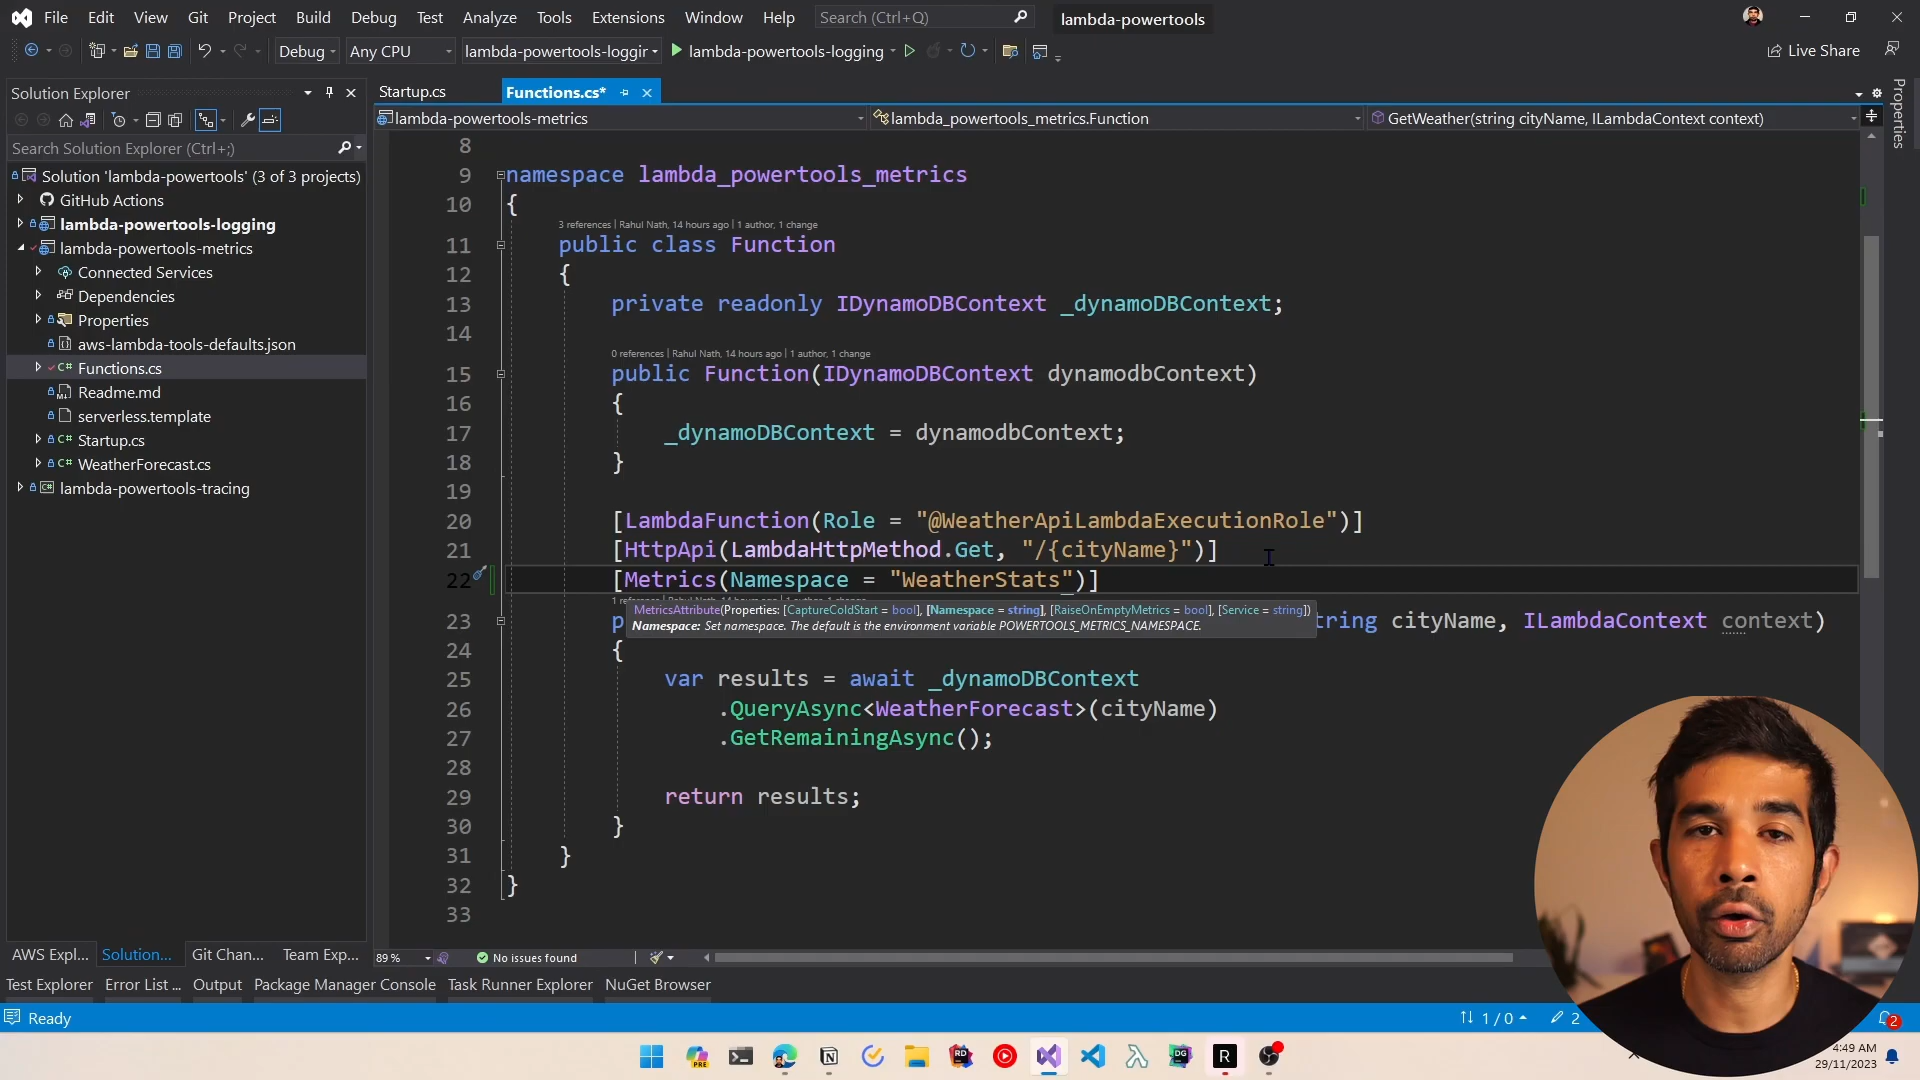 File Edit View Git Project Build Debug Test Analyze Tools Extensions Window Help Search (Ctrl+Q) lambda-powertools
Debug Any CPU lambda-powertools-loggir lambda-powertools-logging Live Share
Solution Explorer
Search Solution Explorer (Ctrl+;)
Solution 'lambda-powertools' (3 of 3 projects)
GitHub Actions
lambda-powertools-logging
lambda-powertools-metrics
Connected Services
Dependencies
Properties
aws-lambda-tools-defaults.json
Functions.cs
Readme.md
serverless.template
Startup.cs
WeatherForecast.cs
lambda-powertools-tracing
AWS Expl... Solution... Git Chan... Team Exp...
Startup.cs Functions.cs*
lambda-powertools-metrics lambda_powertools_metrics.Function GetWeather(string cityName, ILambdaContext context)
Properties
8
9 namespace lambda_powertools_metrics
10 {
3 references | Rahul Nath, 14 hours ago | 1 author, 1 change
11 public class Function
12 {
13 private readonly IDynamoDBContext _dynamoDBContext;
14
0 references | Rahul Nath, 14 hours ago | 1 author, 1 change
15 public Function(IDynamoDBContext dynamodbContext)
16 {
17 _dynamoDBContext = dynamodbContext;
18 }
19
20 [LambdaFunction(Role = "@WeatherApiLambdaExecutionRole")]
21 [HttpApi(LambdaHttpMethod.Get, "/{cityName}")]
22 [Metrics(Namespace = "WeatherStats")]
MetricsAttribute(Properties: [CaptureColdStart = bool], [Namespace = string], [RaiseOnEmptyMetrics = bool], [Service = string])
Namespace: Set namespace. The default is the environment variable POWERTOOLS_METRICS_NAMESPACE.
23 p tring cityName, ILambdaContext context)
24 {
25 var results = await _dynamoDBContext
26 .QueryAsync<WeatherForecast>(cityName)
27 .GetRemainingAsync();
28
29 return results;
30 }
31 }
32 }
33
89 % No issues found
Test Explorer Error List ... Output Package Manager Console Task Runner Explorer NuGet Browser
Ready 1 / 0 2 2
PRE RD DG R
4:49 AM
29/11/2023